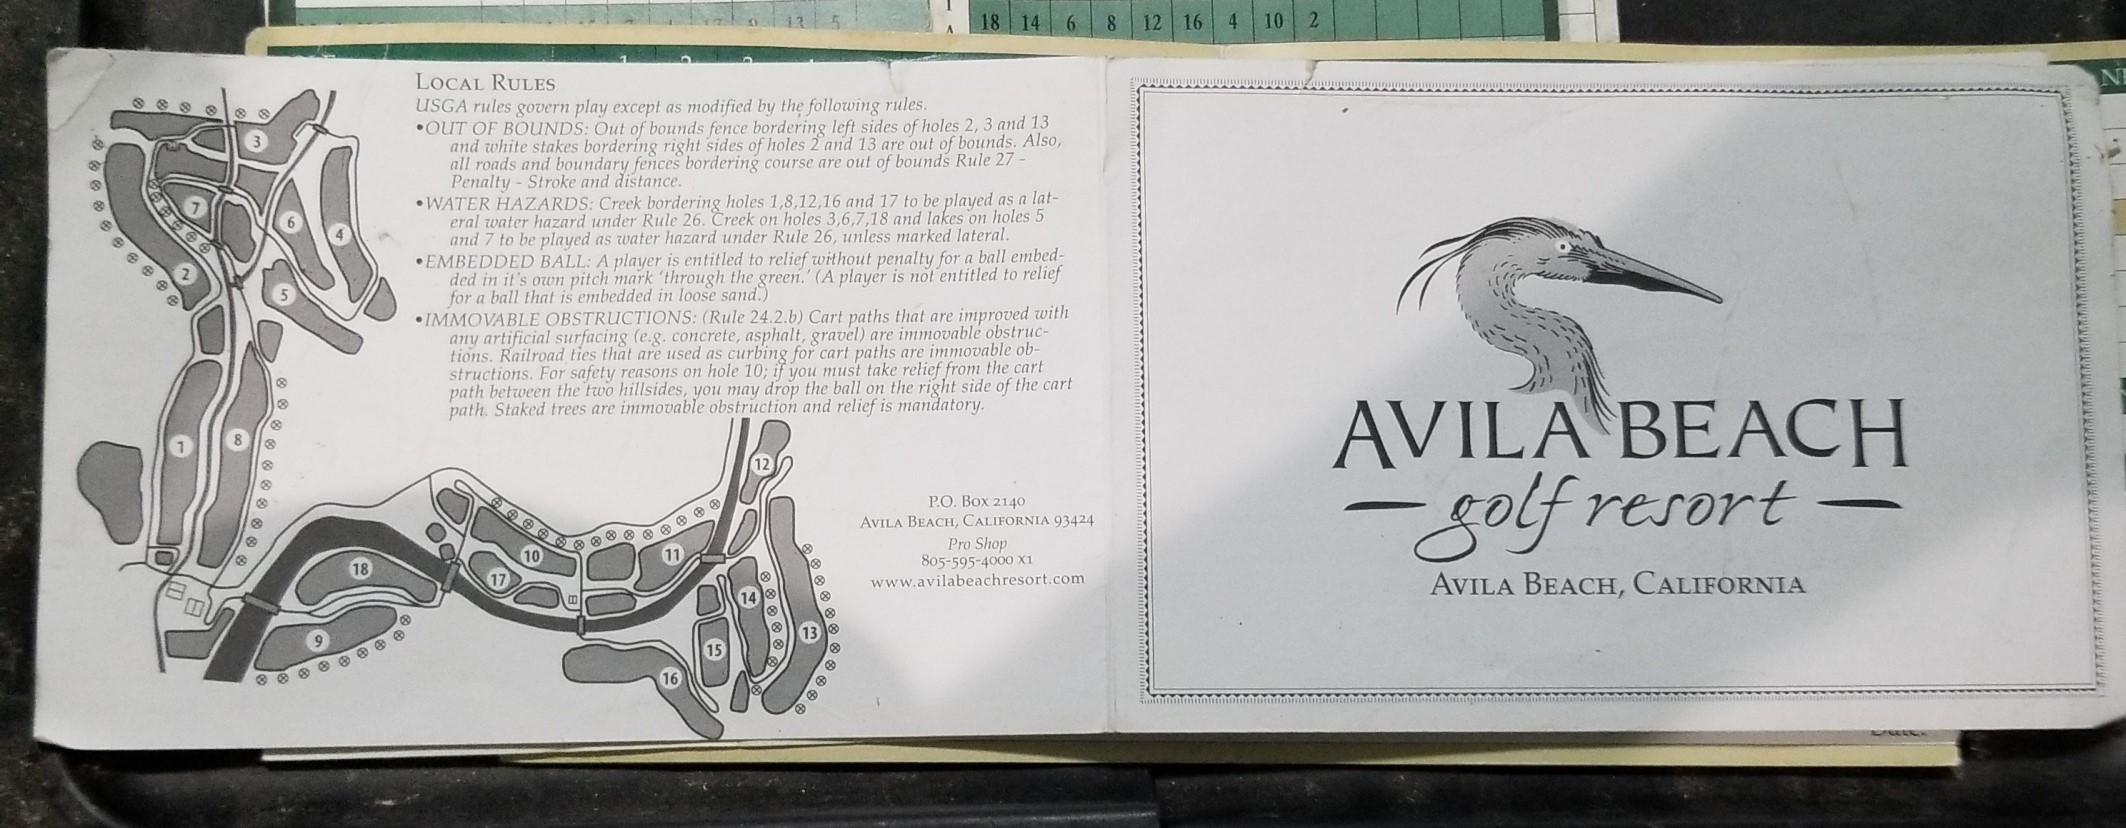 18 14 6 8 12 16 4 10 2
13 5
LOCAL RULES
USGA rules govern play except as modified by the following rules.
•OUT OF BOUNDS: Out of bounds fence bordering left sides of holes 2, 3 and 13
and white stakes bordering right sides of holes 2 and 13 are out of bounds. Also,
all roads and boundary fences bordering course are out of bounds Rule 27 –
Penalty - Stroke and distance.
•WATER HAZARDS: Creek bordering holes 1,8,12,16 and 17 to be played as a lat-
eral water hazard under Rule 26. Creek on holes 3,6,7,18 and lakes on holes 5
and 7 to be played as water hazard under Rule 26, unless marked lateral.
•EMBEDDED BALL: A player is entitled to relief without penalty for a ball embed-
ded in it's own pitch mark 'through the green.' (A player is not entitled to relief
for a ball that is embedded in loose sand.)
•IMMOVABLE OBSTRUCTIONS: (Rule 24.2.b) Cart paths that are improved with
any artificial surfacing (e.g. concrete, asphalt, gravel) are immovable obstruc-
tions. Railroad ties that are used as curbing for cart paths are immovable ob-
structions. For safety reasons on hole 10; if you must take relief from the cart
path between the two hillsides, you may drop the ball on the right side of the cart
path. Staked trees are immovable obstruction and relief is mandatory.
3
7
6
4
2
5
1
8
12
10
11
18
17
14
9
13
15
16
P.O. BOX 2140
AVILA BEACH, CALIFORNIA 93424
Pro Shop
805-595-4000 X1
www.avilabeachresort.com
AVILA BEACH
golf resort
AVILA BEACH, CALIFORNIA